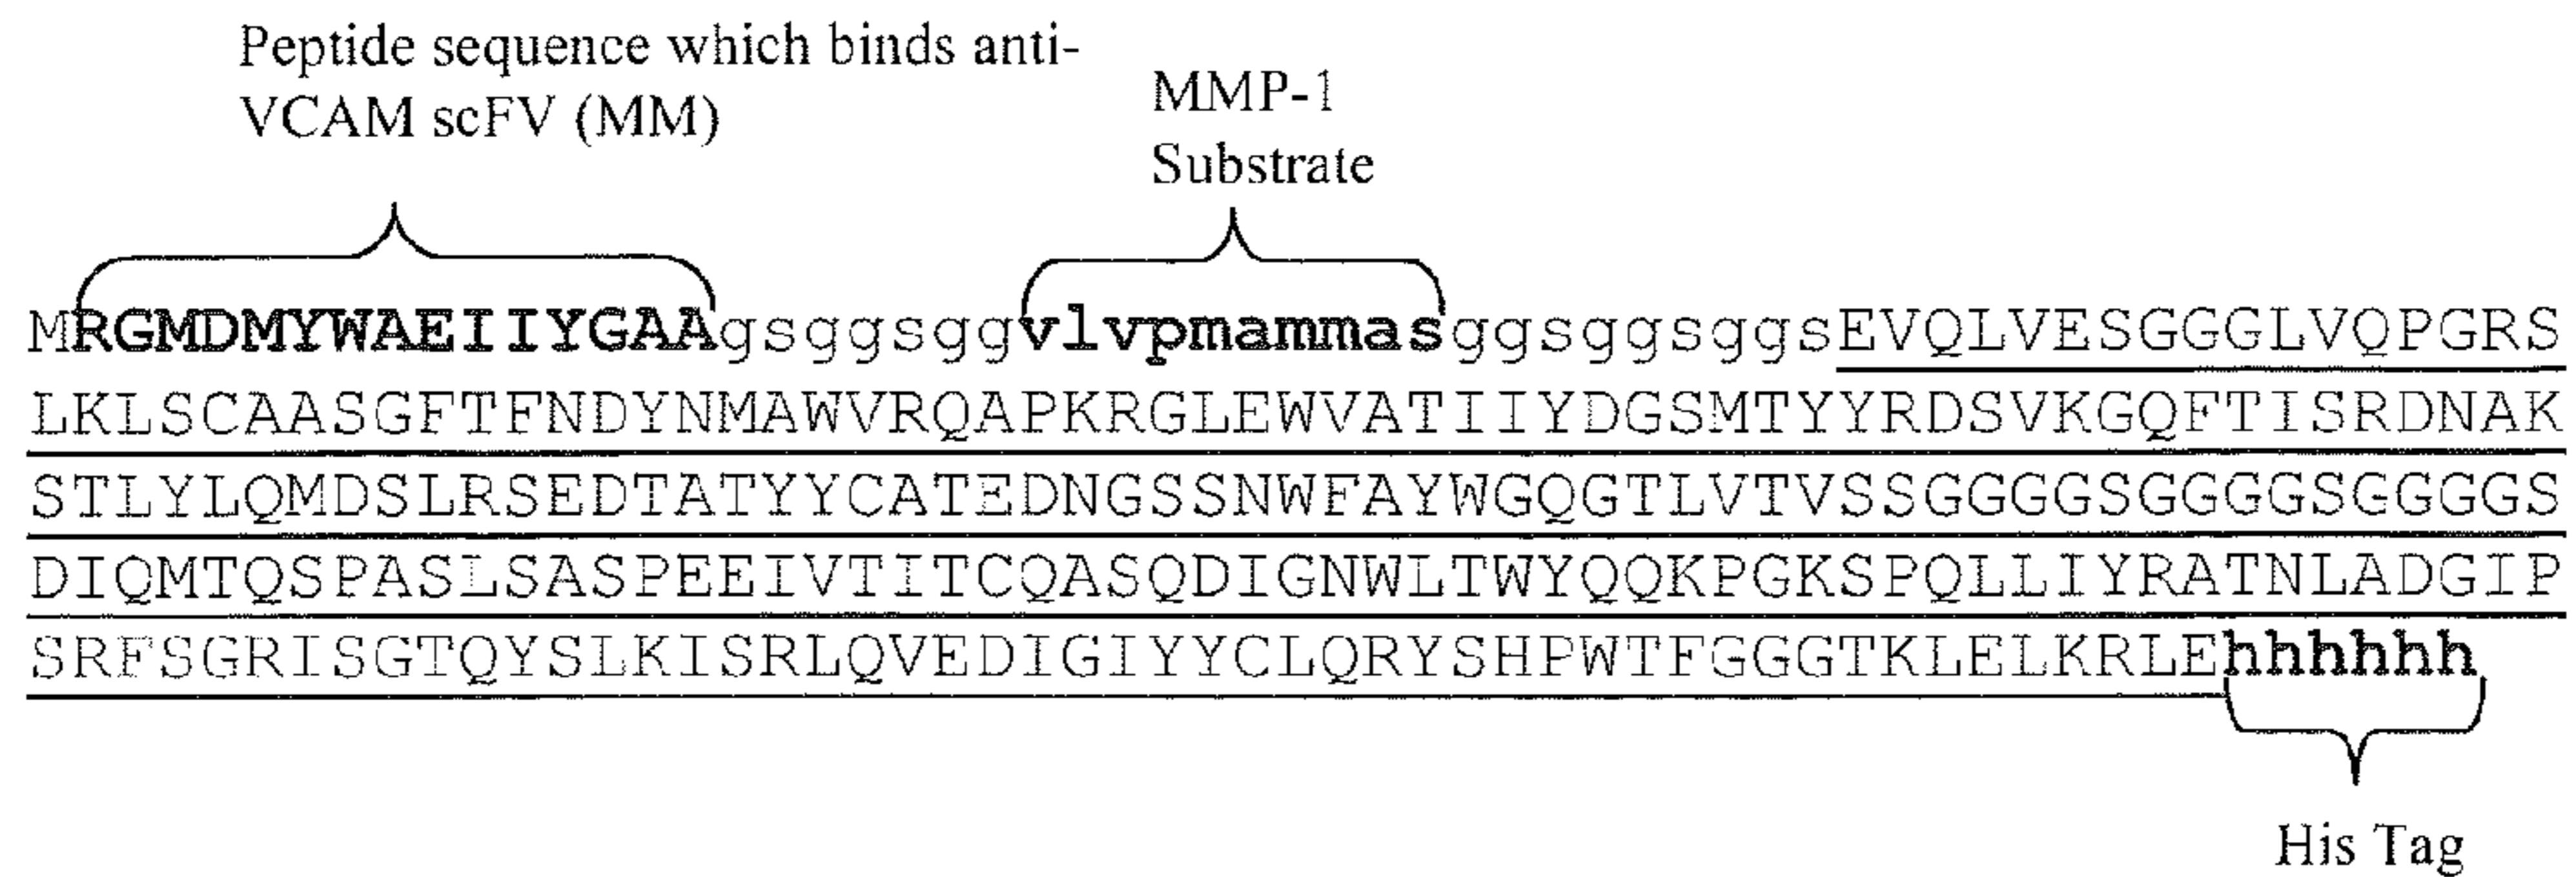 Peptide sequence which binds anti-
VCAM scFV (MM)
MMP-1
Substrate
MRGMDMYWAEIIYGAAgsggsggvlvpmammasggsggsggsEVQLVESGGGLVQPGRS
LKLSCAASGFTFNDYNMAWVRQAPKRGLEWVATIIYDGSMTYYRDSVKGQFTISRDNAK
STLYLQMDSLRSEDTATYYCATEDNGSSNWFAYWGQGTLVTVSSGGGGSGGGGSGGGGS
DIQMTQSPASLSASPEEIVTITCQASQDIGNWLTWYQQKPGKSPQLLIYRATNLADGIP
SRFSGRISGTQYSLKISRLQVEDIGIYYCLQRYSHPWTFGGGTKLELKRLEhhhhhh
His Tag